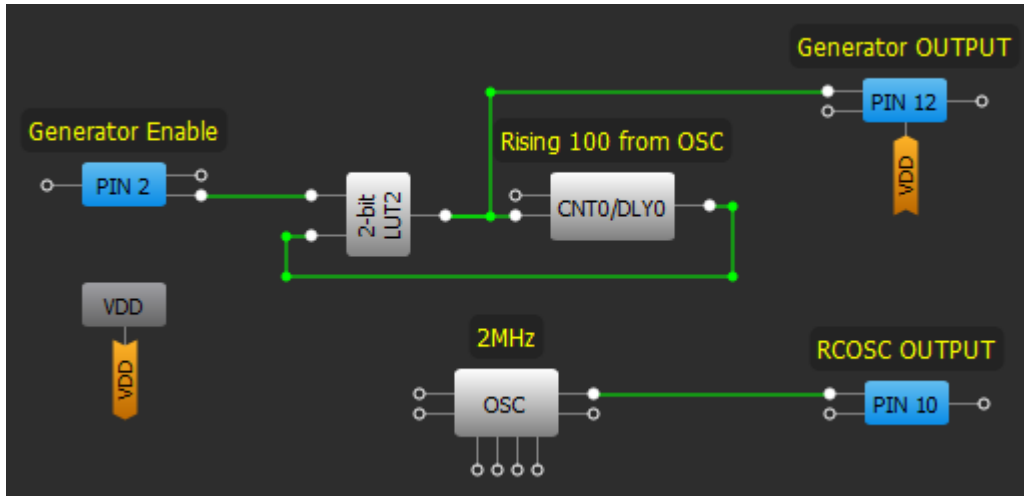 Generator OUTPUT
PIN 12
VDD
Generator Enable
PIN 2
Rising 100 from OSC
2-bit
LUT2
CNT0/DLY0
VDD
VDD
2MHz
OSC
RCOSC OUTPUT
PIN 10